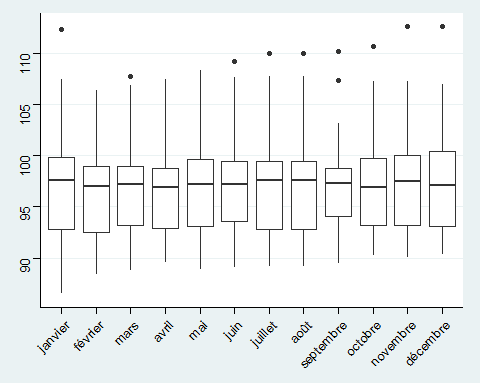 110
105
100
95
90
janvier
février
mars
avril
mai
juin
juillet
août
septembre
octobre
novembre
décembre